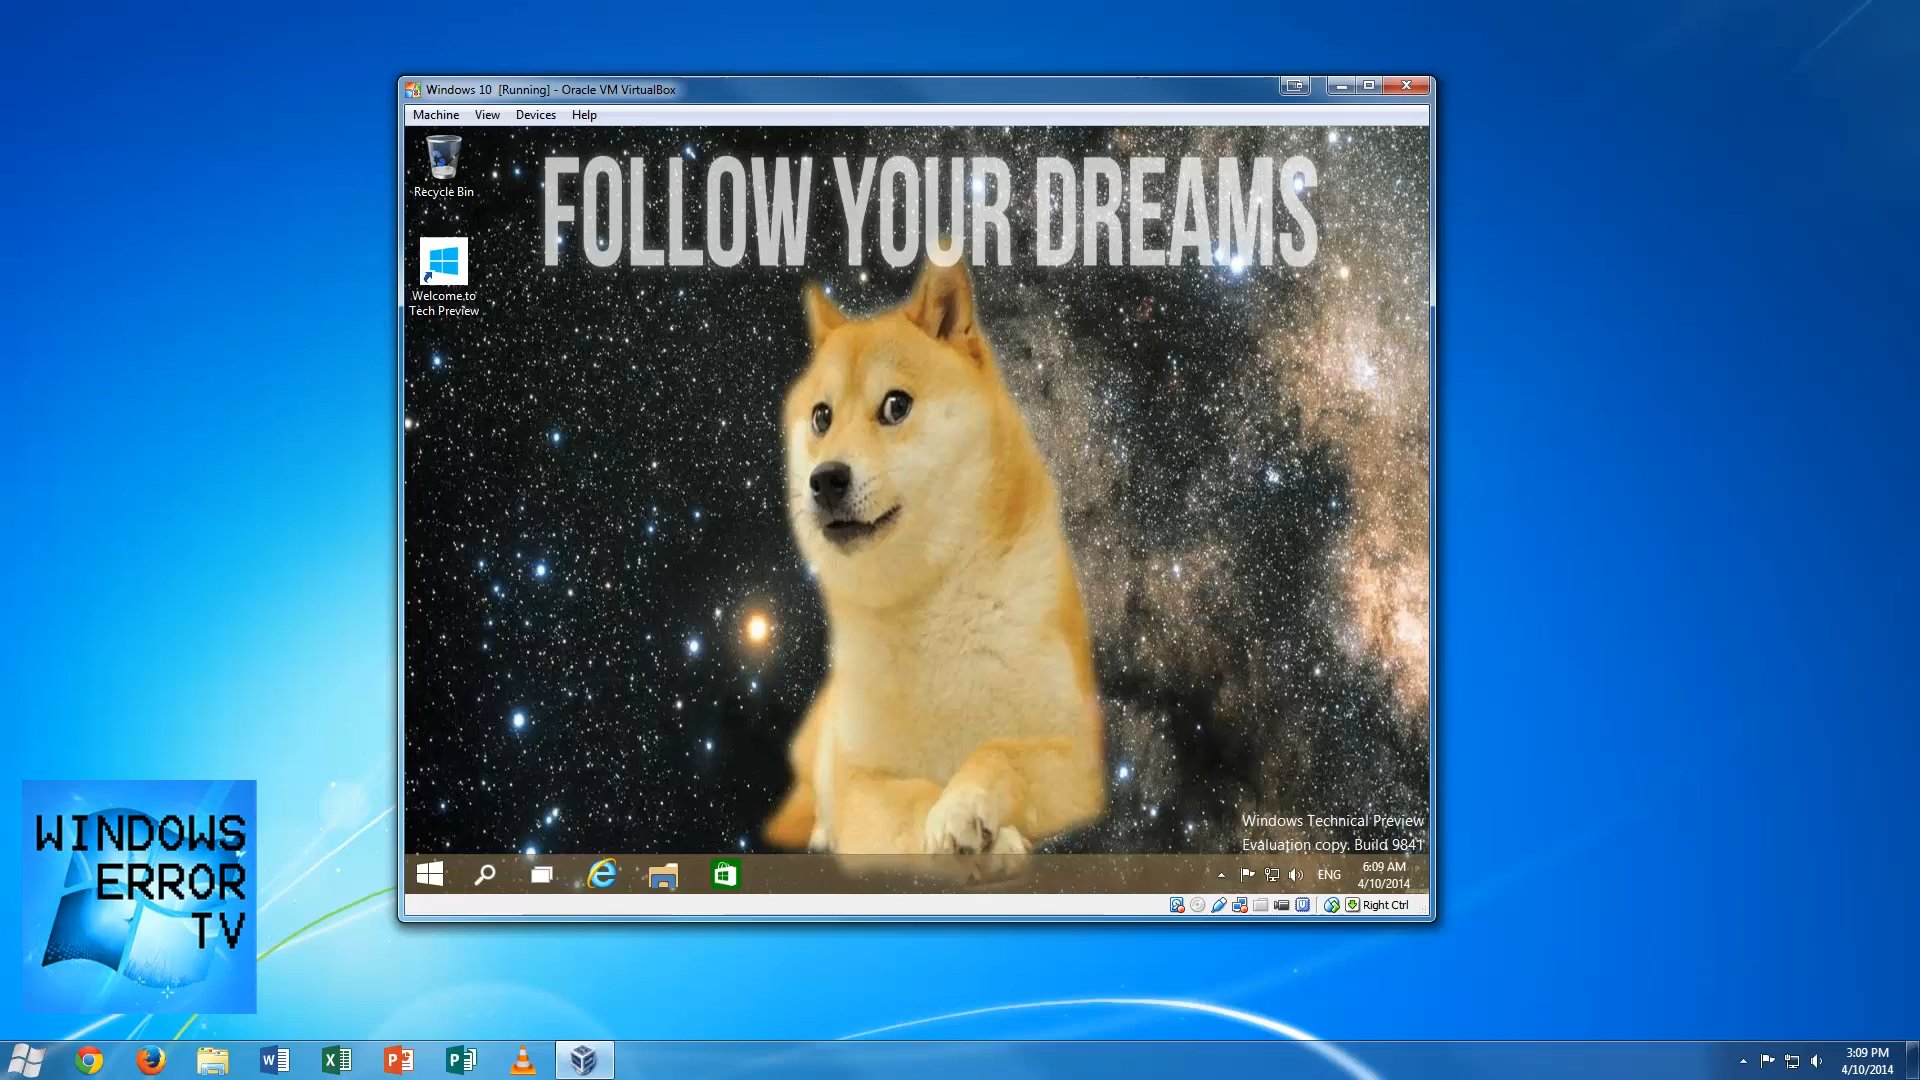 Windows 10 [Running] - Oracle VM VirtualBox
Machine View Devices Help
Recycle Bin
Welcome to
Tech Preview
FOLLOW YOUR DREAMS
Windows Technical Preview
Evaluation copy. Build 9841
ENG
6:09 AM
4/10/2014
Right Ctrl
WINDOWS
ERROR
TV
3:09 PM
4/10/2014